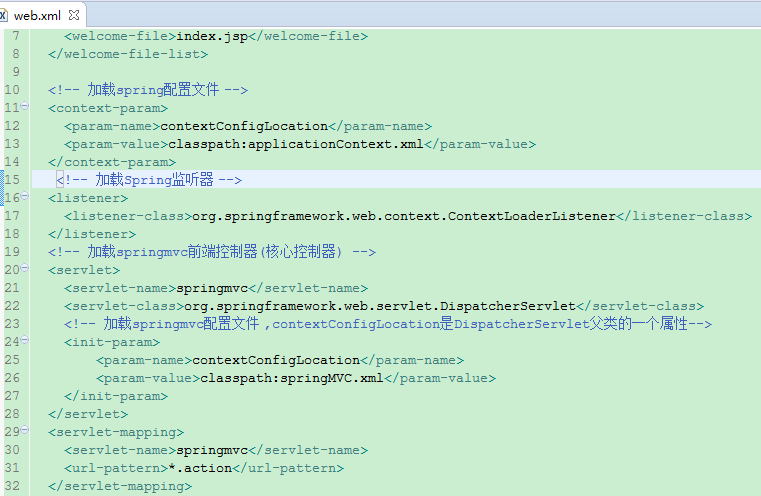 web.xml
7 <welcome-file>index.jsp</welcome-file>
8 </welcome-file-list>
9
10 <!-- 加载spring配置文件 -->
11 <context-param>
12 <param-name>contextConfigLocation</param-name>
13 <param-value>classpath:applicationContext.xml</param-value>
14 </context-param>
15 <!-- 加载Spring监听器 -->
16 <listener>
17 <listener-class>org.springframework.web.context.ContextLoaderListener</listener-class>
18 </listener>
19 <!-- 加载springmvc前端控制器(核心控制器) -->
20 <servlet>
21 <servlet-name>springmvc</servlet-name>
22 <servlet-class>org.springframework.web.servlet.DispatcherServlet</servlet-class>
23 <!-- 加载springmvc配置文件 ,contextConfigLocation是DispatcherServlet父类的一个属性-->
24 <init-param>
25 <param-name>contextConfigLocation</param-name>
26 <param-value>classpath:springMVC.xml</param-value>
27 </init-param>
28 </servlet>
29 <servlet-mapping>
30 <servlet-name>springmvc</servlet-name>
31 <url-pattern>*.action</url-pattern>
32 </servlet-mapping>